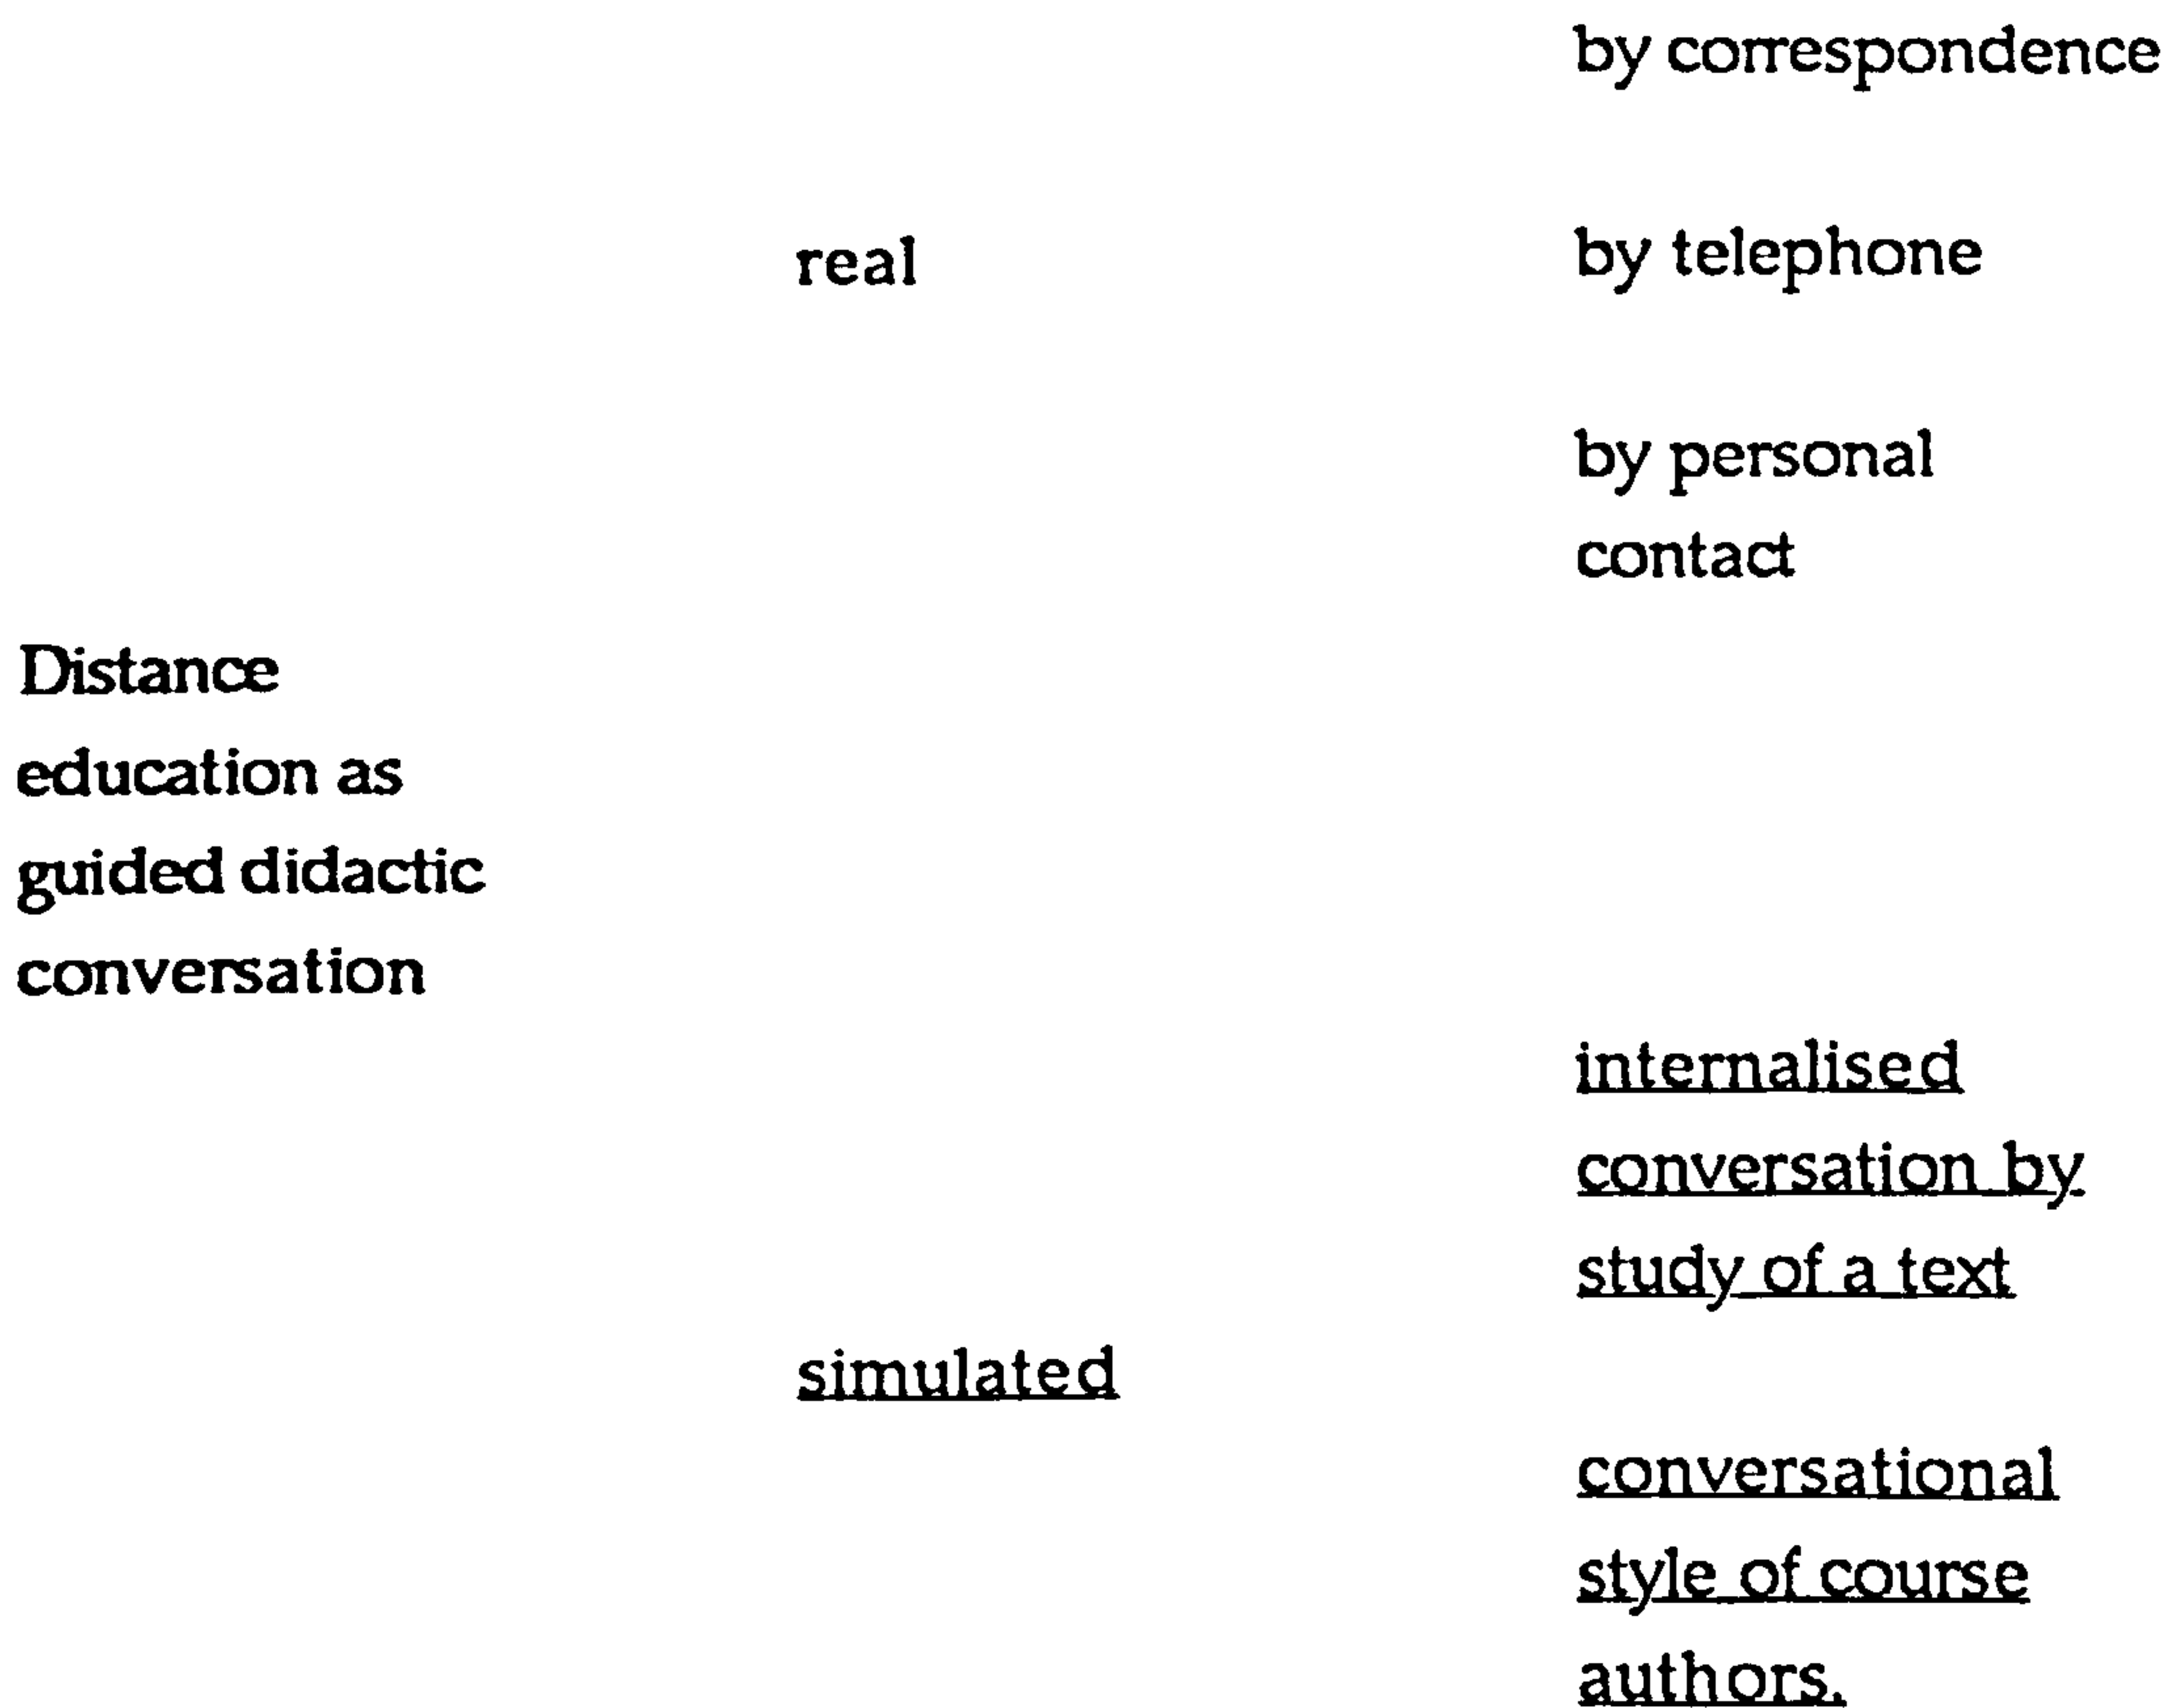 by correspondence
real
by telephone
by personal
contact
Distance
education as
guided didactic
conversation
internalised
conversation by
study of a text
simulated
conversational
style of course
authors.